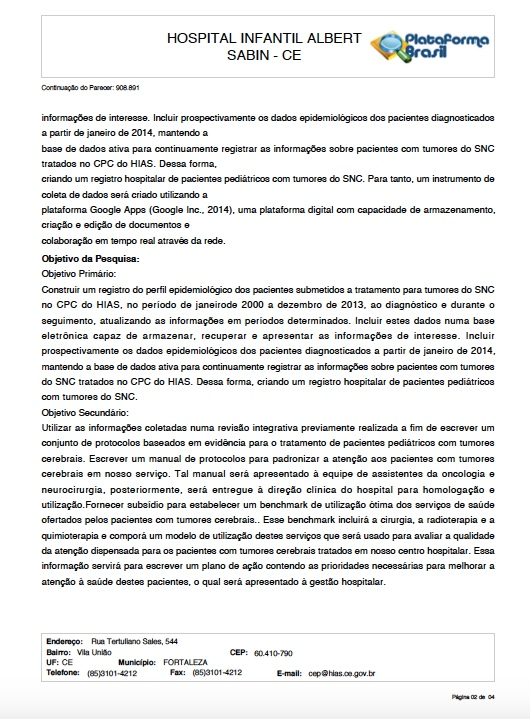 HOSPITAL INFANTIL ALBERT
SABIN - CE
Plataforma
Brasil
Continuação do Parecer: 908.891
informações de interesse. Incluir prospectivamente os dados epidemiológicos dos pacientes diagnosticados
a partir de janeiro de 2014, mantendo a
base de dados ativa para continuamente registrar as informações sobre pacientes com tumores do SNC
tratados no CPC do HIAS. Dessa forma,
criando um registro hospitalar de pacientes pediátricos com tumores do SNC. Para tanto, um instrumento de
coleta de dados será criado utilizando a
plataforma Google Apps (Google Inc., 2014), uma plataforma digital com capacidade de armazenamento,
criação e edição de documentos e
colaboração em tempo real através da rede.
Objetivo da Pesquisa:
Objetivo Primário:
Construir um registro do perfil epidemiológico dos pacientes submetidos a tratamento para tumores do SNC
no CPC do HIAS, no período de janeirode 2000 a dezembro de 2013, ao diagnóstico e durante o
seguimento, atualizando as informações em períodos determinados. Incluir estes dados numa base
eletrônica capaz de armazenar, recuperar e apresentar as informações de interesse. Incluir
prospectivamente os dados epidemiológicos dos pacientes diagnosticados a partir de janeiro de 2014,
mantendo a base de dados ativa para continuamente registrar as informações sobre pacientes com tumores
do SNC tratados no CPC do HIAS. Dessa forma, criando um registro hospitalar de pacientes pediátricos
com tumores do SNC.
Objetivo Secundário:
Utilizar as informações coletadas numa revisão integrativa previamente realizada a fim de escrever um
conjunto de protocolos baseados em evidência para o tratamento de pacientes pediátricos com tumores
cerebrais. Escrever um manual de protocolos para padronizar a atenção aos pacientes com tumores
cerebrais em nosso serviço. Tal manual será apresentado à equipe de assistentes da oncologia e
neurocirurgia, posteriormente, será entregue à direção clínica do hospital para homologação e
utilização.Fornecer subsídio para estabelecer um benchmark de utilização ótima dos serviços de saúde
ofertados pelos pacientes com tumores cerebrais.. Esse benchmark incluirá a cirurgia, a radioterapia e a
quimioterapia e comporá um modelo de utilização destes serviços que será usado para avaliar a qualidade
da atenção dispensada para os pacientes com tumores cerebrais tratados em nosso centro hospitalar. Essa
informação servirá para escrever um plano de ação contendo as prioridades necessárias para melhorar a
atenção à saúde destes pacientes, o qual será apresentado à gestão hospitalar.
Endereço: Rua Tertuliano Sales, 544
Bairro: Vila União CEP: 60.410-790
UF: CE Município: FORTALEZA
Telefone: (85)3101-4212 Fax: (85)3101-4212 E-mail: cep@hias.ce.gov.br
Página 02 de 04